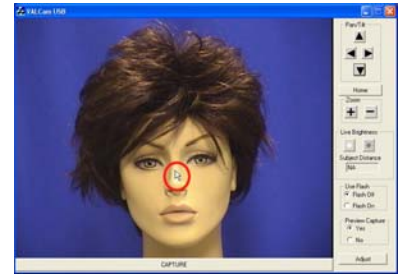 VALCam USB
Pan/Tilt
Home
Zoom
Live Brightness
Subject Distance
NA
Use Flash
Flash Off
Flash On
Preview Capture
Yes
No
Adjust
CAPTURE